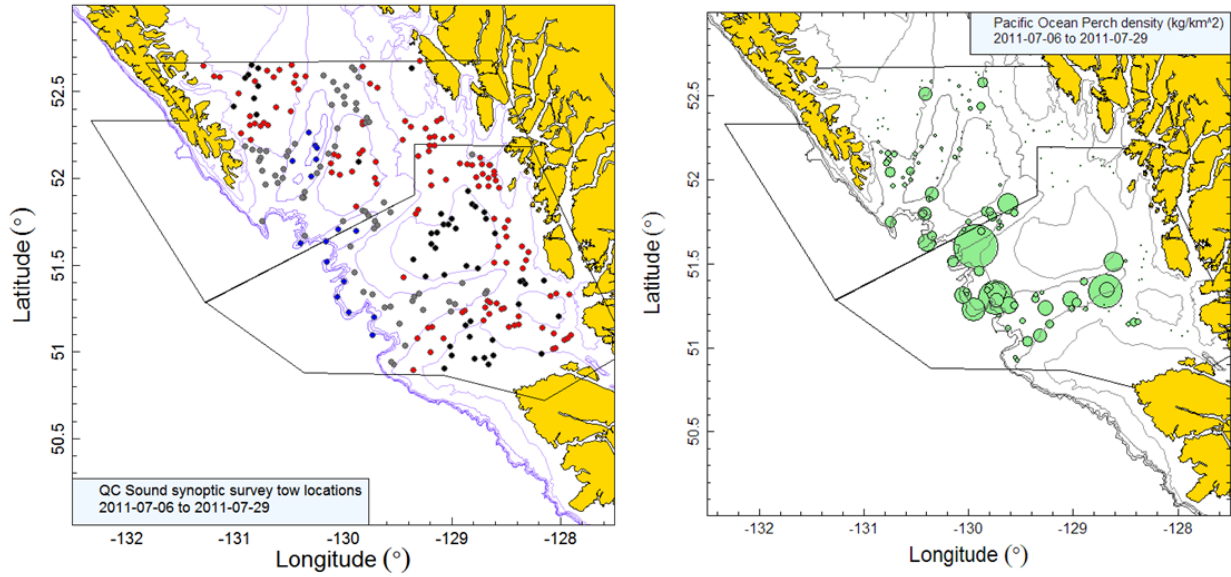 52.5
52
51.5
51
50.5
Latitude (°)
QC Sound synoptic survey tow locations
2011-07-06 to 2011-07-29
-132
-131
-130
-129
-128
Longitude (°)
Pacific Ocean Perch density (kg/km^2)
2011-07-06 to 2011-07-29
52.5
52
51.5
51
50.5
Latitude (°)
-132
-131
-130
-129
-128
Longitude (°)